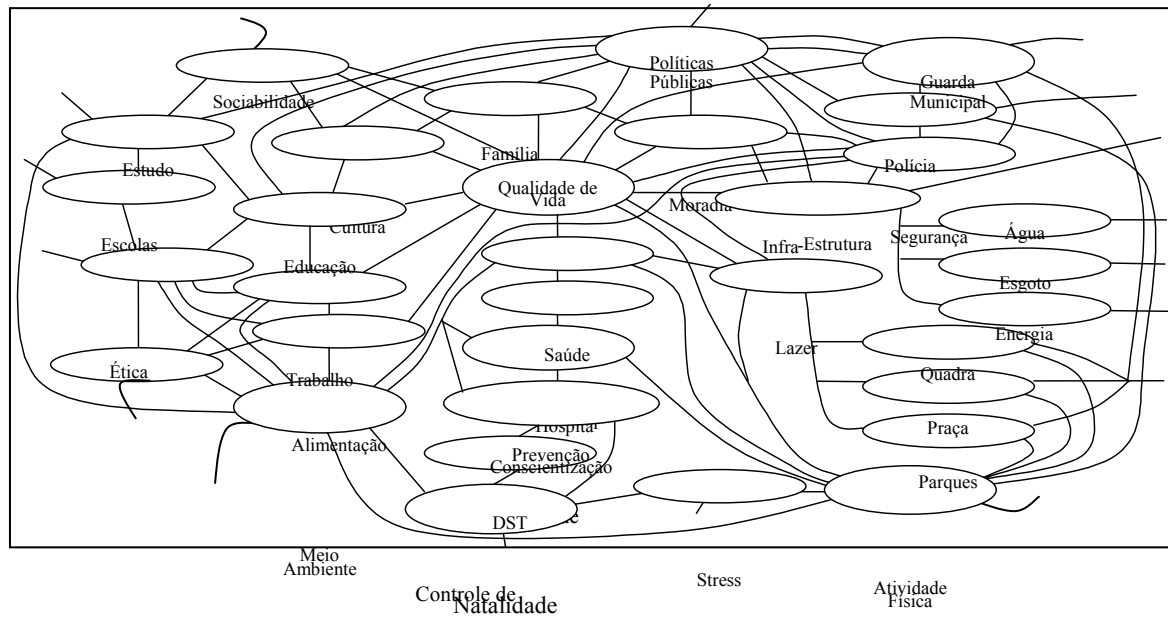 Políticas
Públicas
Guarda
Municipal
Sociabilidade
Família
Polícia
Estudo
Qualidade de
Vida
Moradia
Cultura
Segurança
Água
Escolas
Infra-Estrutura
Educação
Esgoto
Energia
Lazer
Saúde
Ética
Trabalho
Quadra
Hospital
Praça
Alimentação
Prevenção
Conscientização
Parques
DST
Meio
Ambiente
Stress
Atividade
Física
Controle de
Natalidade